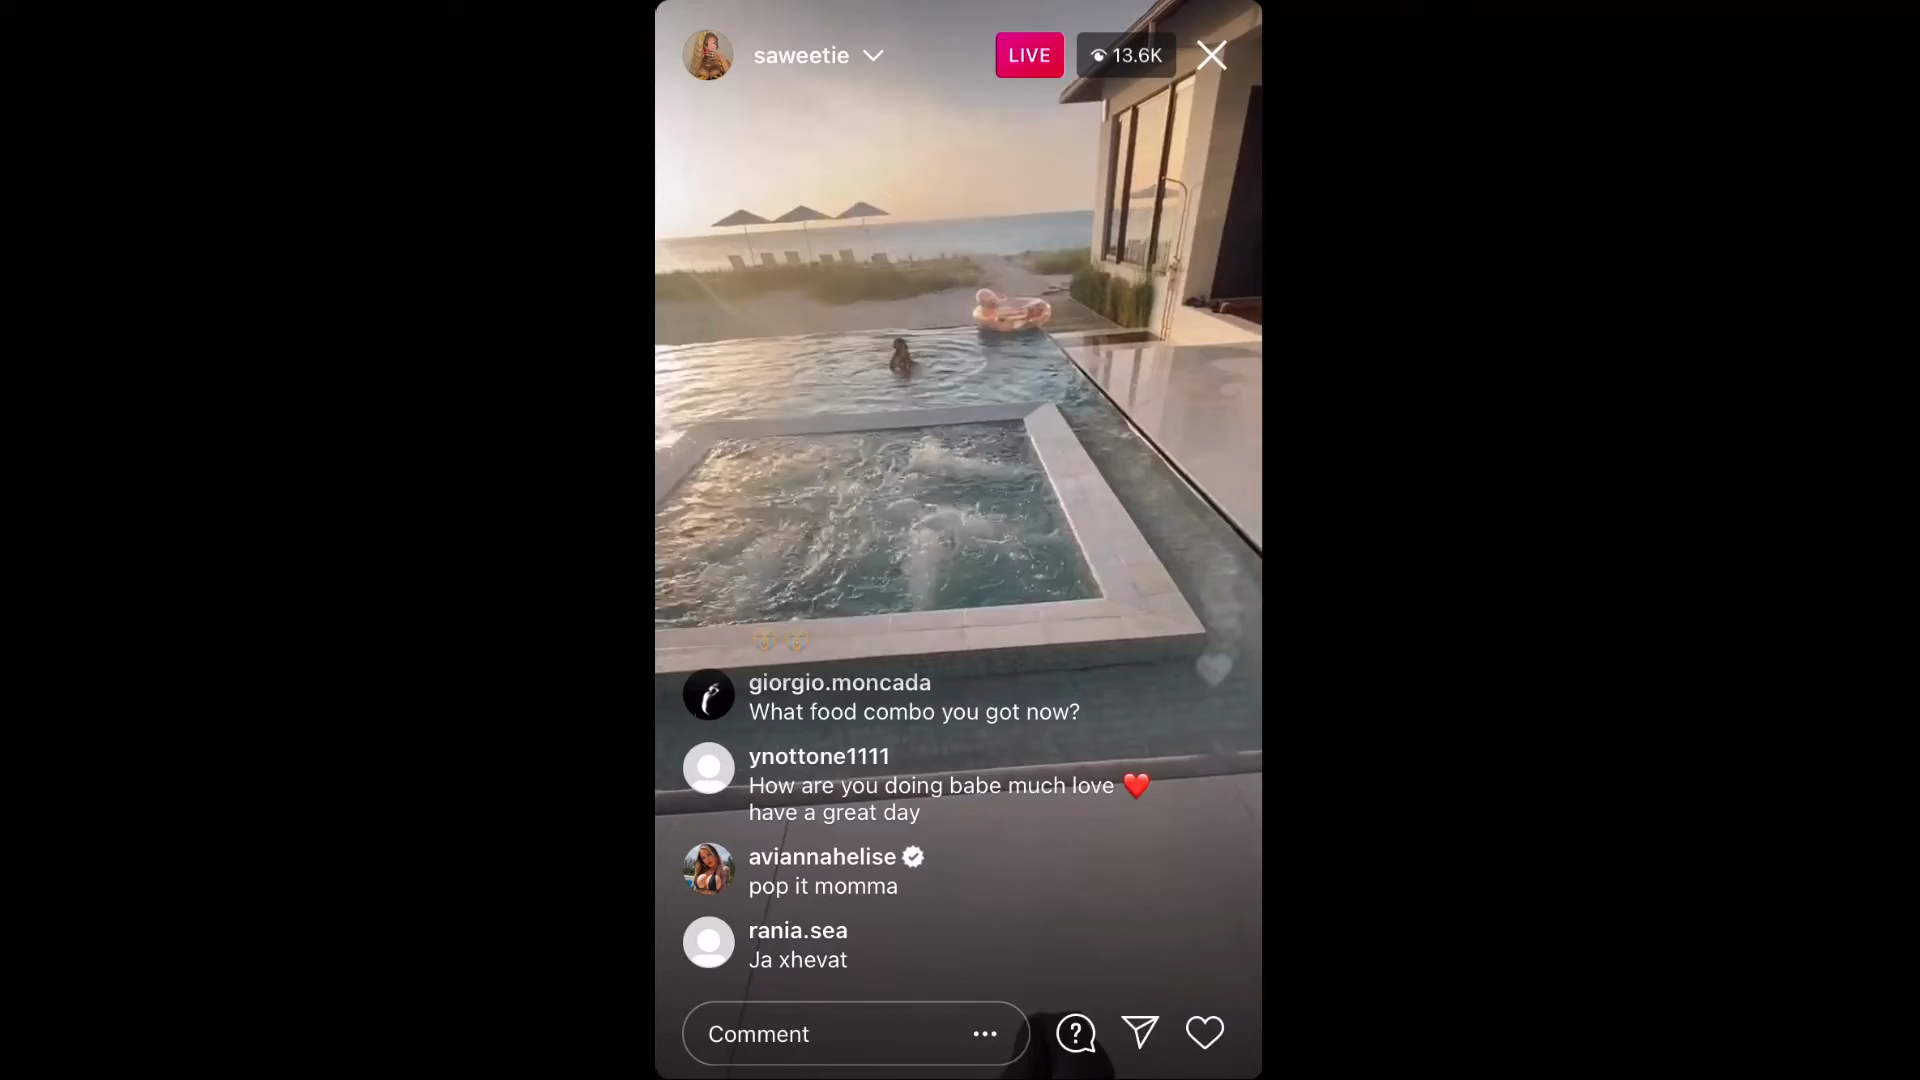 saweetie
LIVE
13.6K
giorgio.moncada
What food combo you got now?
ynottone1111
How are you doing babe much love ❤️
have a great day
aviannahelise
pop it momma
rania.sea
Ja xhevat
Comment